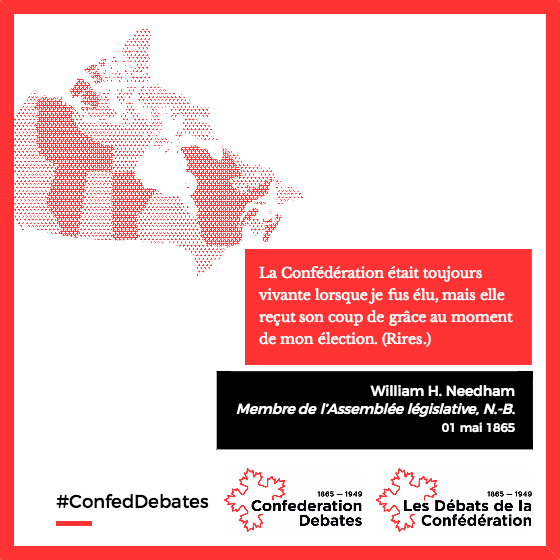 La Confédération était toujours
vivante lorsque je fus élu, mais elle
reçut son coup de grâce au moment
de mon élection. (Rires.)
William H. Needham
Membre de l'Assemblée législative, N.-B.
01 mai 1865
#ConfedDebates
1865 — 1949
Confederation
Debates
1865 — 1949
Les Débats de la
Confédération